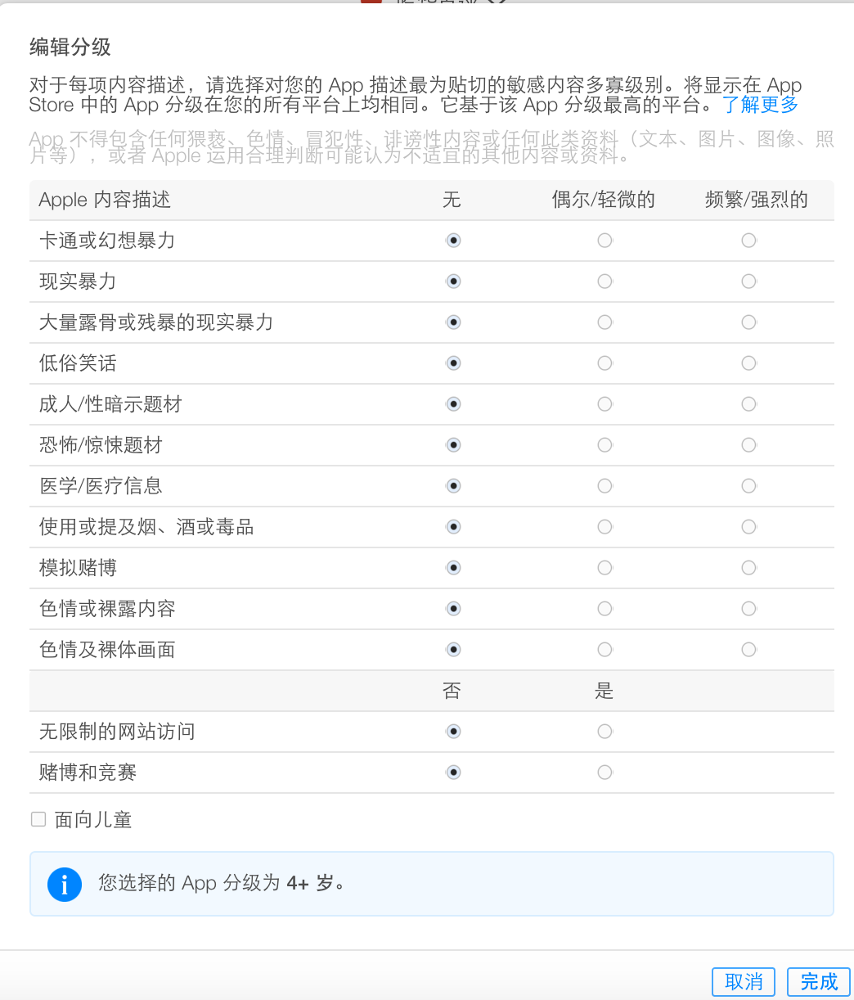 编辑分级
对于每项内容描述，请选择对您的 App 描述最为贴切的敏感内容多寡级别。将显示在 App
Store 中的 App 分级在您的所有平台上均相同。它基于该 App 分级最高的平台。了解更多
App 不得包含任何猥亵、色情、冒犯性、诽谤性内容或任何此类资料（文本、图片、图像、照
片等），或者 Apple 运用合理判断可能认为不适宜的其他内容或资料。
Apple 内容描述 无 偶尔/轻微的 频繁/强烈的
卡通或幻想暴力
现实暴力
大量露骨或残暴的现实暴力
低俗笑话
成人/性暗示题材
恐怖/惊悚题材
医学/医疗信息
使用或提及烟、酒或毒品
模拟赌博
色情或裸露内容
色情及裸体画面
否 是
无限制的网站访问
赌博和竞赛
面向儿童
您选择的 App 分级为 4+ 岁。
取消 完成